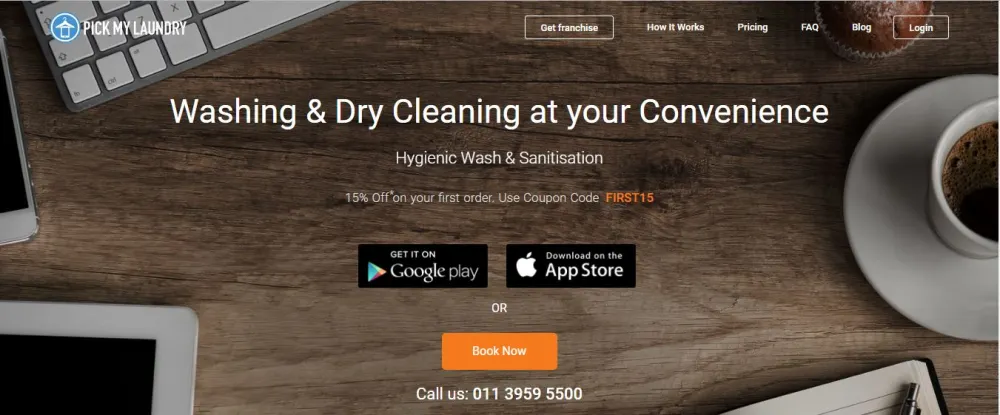 PICK MY LAUNDRY
Get franchise
How It Works
Pricing
FAQ
Blog
Login
Washing & Dry Cleaning at your Convenience
Hygienic Wash & Sanitisation
15% Off*on your first order. Use Coupon Code FIRST15
GET IT ON
Google play
Download on the
App Store
OR
Book Now
Call us: 011 3959 5500